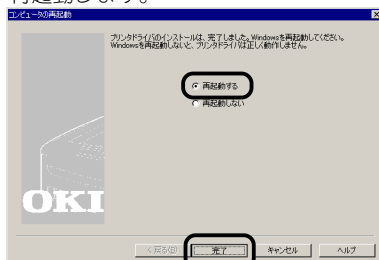 再起動します。
コンピュータの再起動
プリンタドライバのインストールは、完了しました。Windowsを再起動してください。
Windowsを再起動しないと、プリンタドライバは正しく動作しません。
再起動する
再起動しない
OKI
< 戻る(B)
完了
キャンセル
ヘルプ